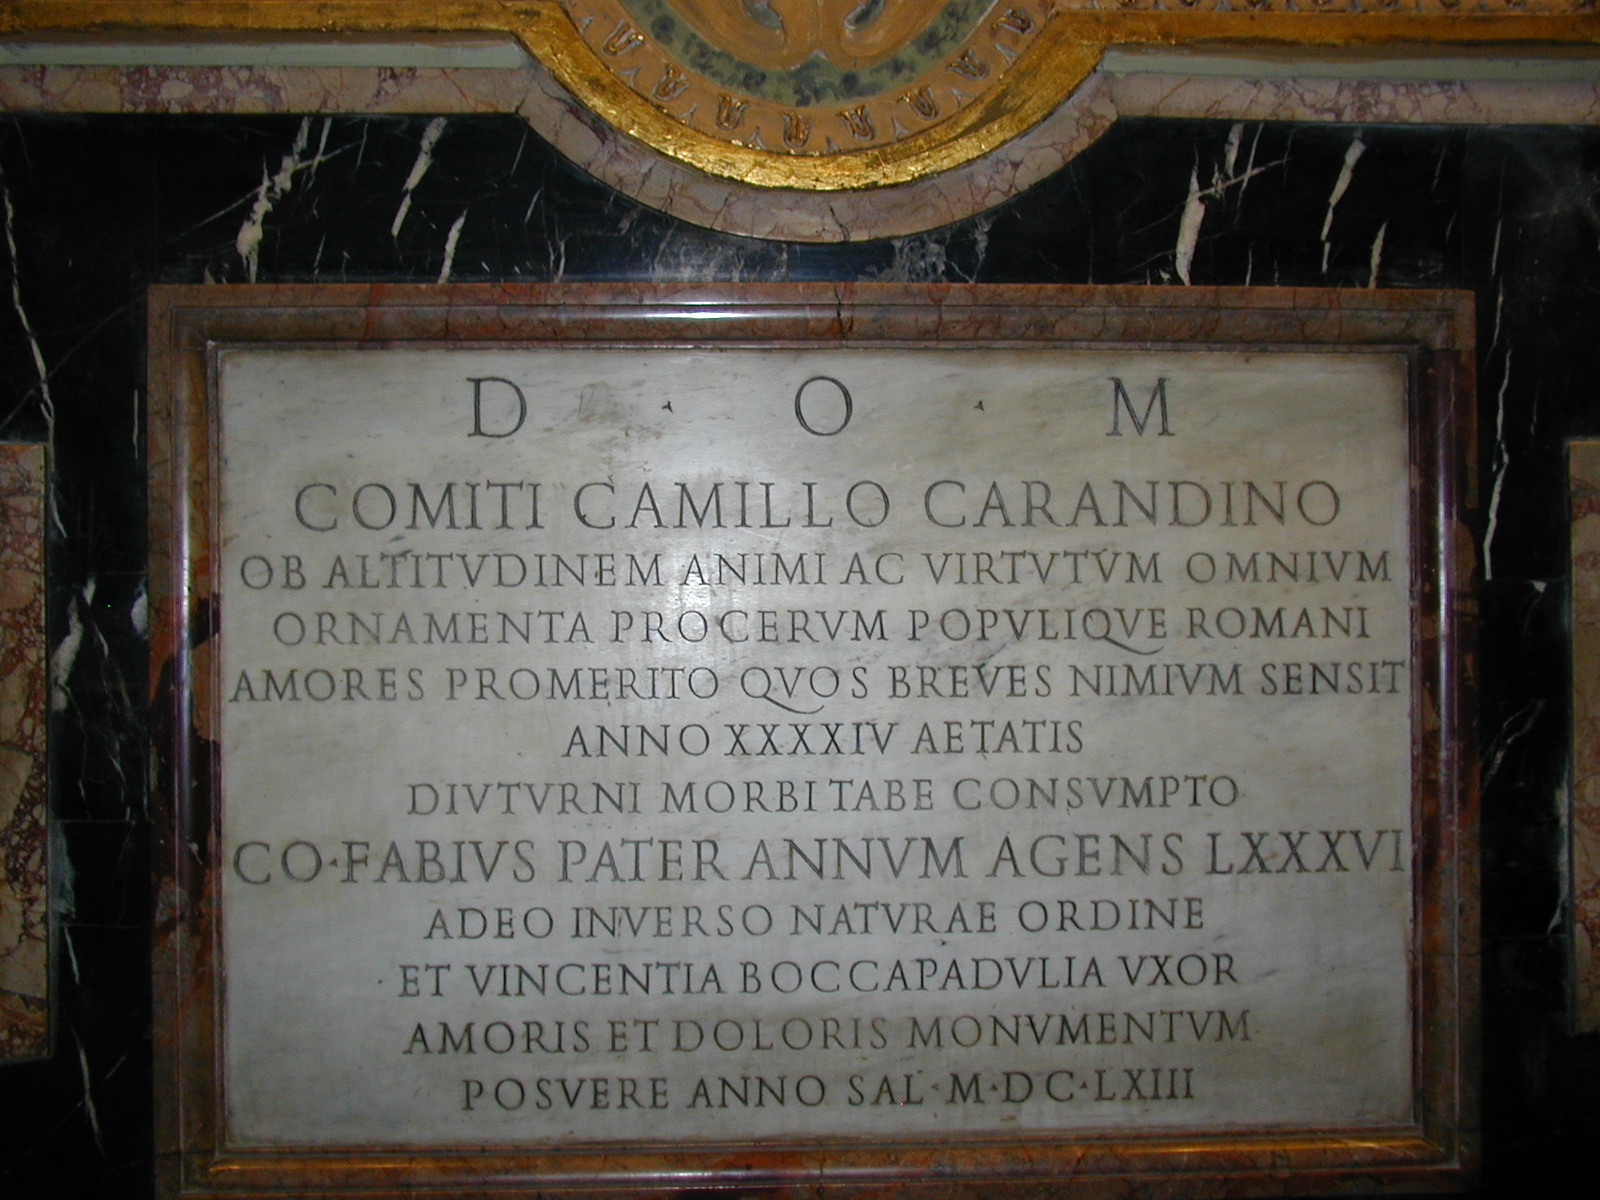 D · O · M
COMITI CAMILLO CARANDINO
OB ALTITVDINEM ANIMI AC VIRTVTVM OMNIVM
ORNAMENTA PROCERVM POPVLIQVE ROMANI
AMORES PROMERITO QVOS BREVES NIMIVM SENSIT
ANNO XXXXIV AETATIS
DIVTVRNI MORBI TABE CONSVMPTO
CO·FABIVS PATER ANNVM AGENS LXXXVI
ADEO INVERSO NATVRAE ORDINE
ET VINCENTIA BOCCAPADVLIA VXOR
AMORIS ET DOLORIS MONVMENTVM
POSVERE ANNO SAL·M·DC·LXIII